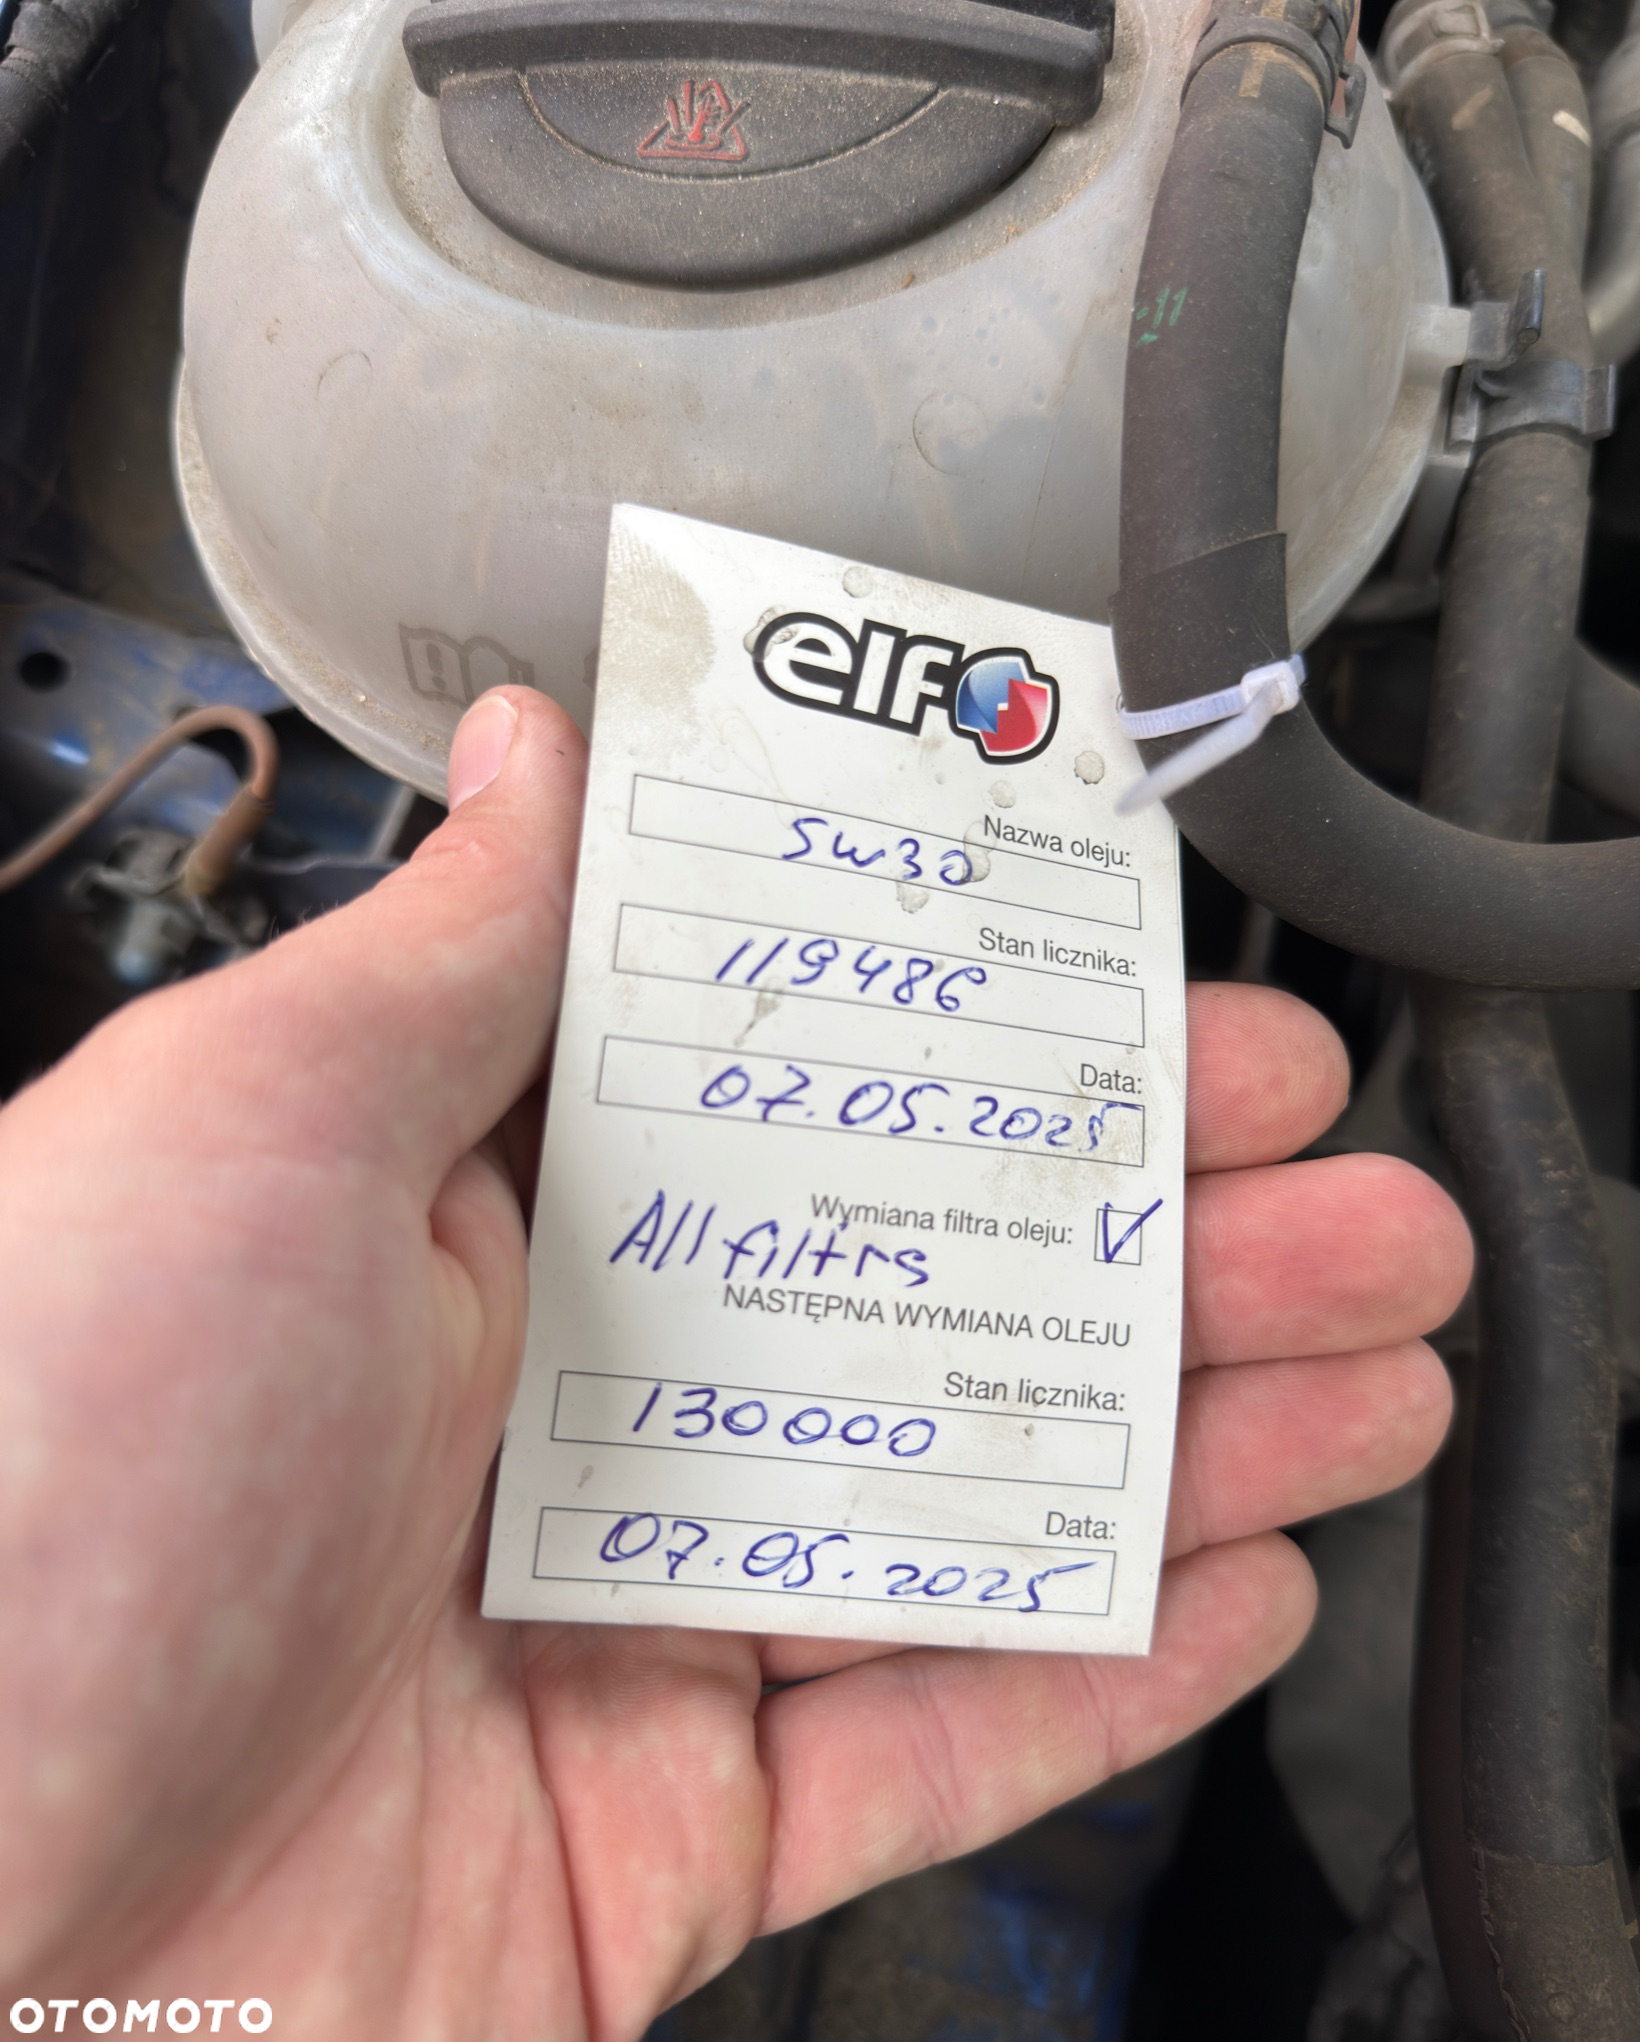 -11
elf
Nazwa oleju:
5w30
Stan licznika:
119486
Data:
07.05.2025
Wymiana filtra oleju: V
All filtrs
NASTĘPNA WYMIANA OLEJU
Stan licznika:
130000
Data:
07.05.2025
OTOMOTO